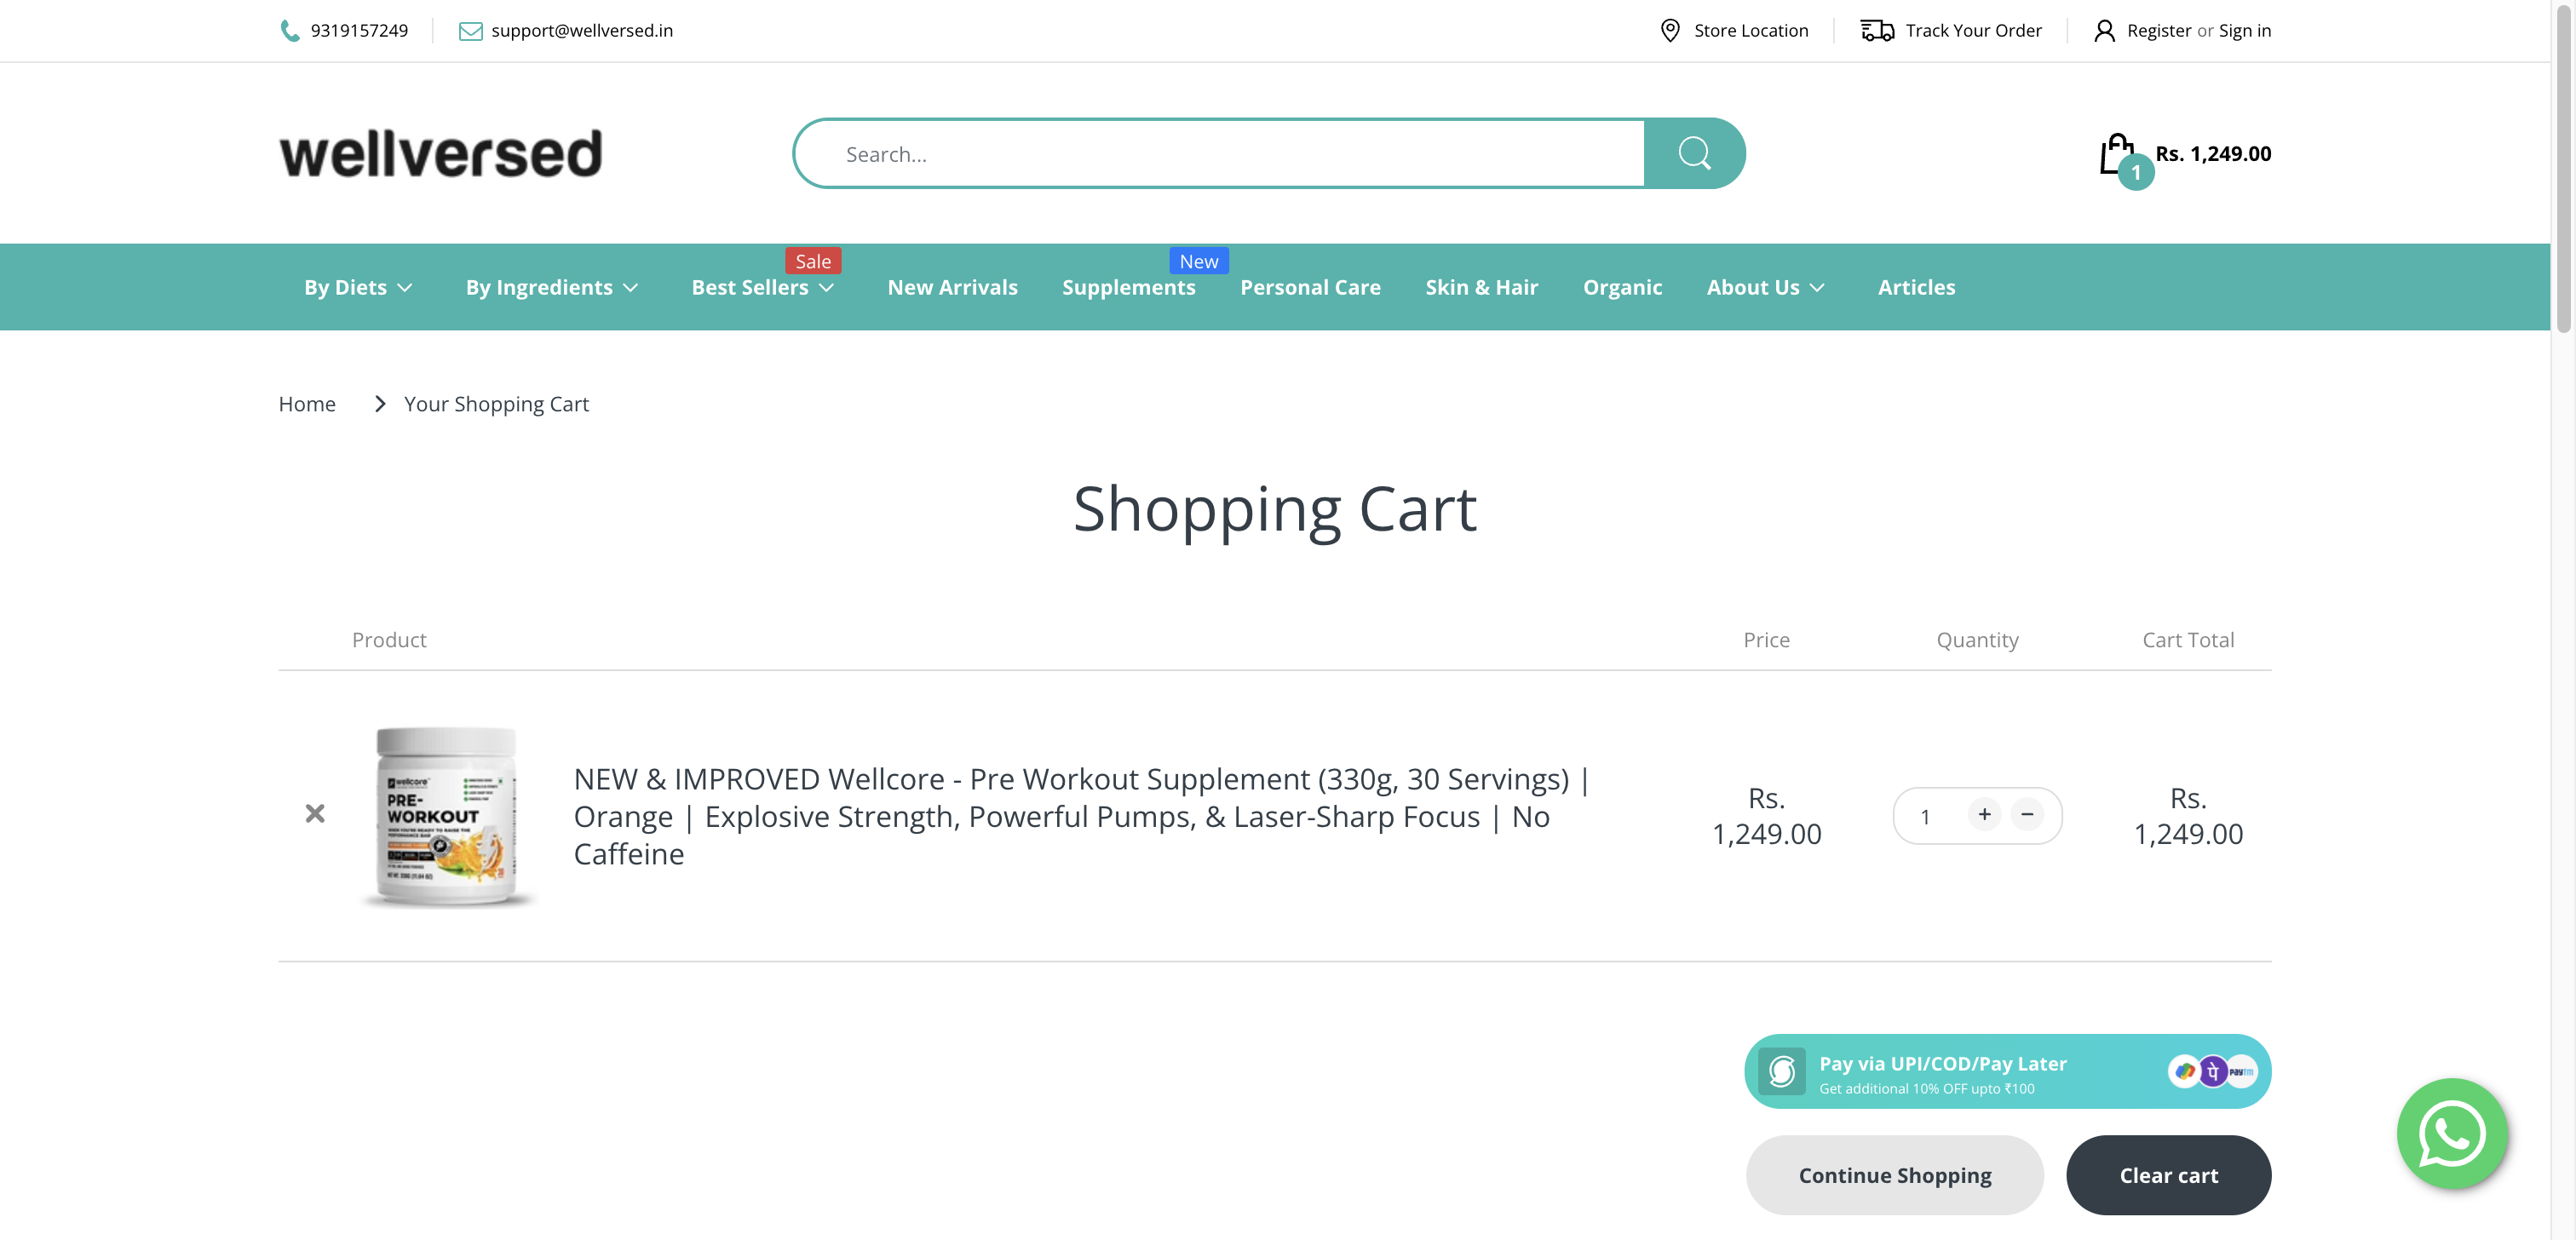 9319157249
support@wellversed.in
Store Location
Track Your Order
Register or Sign in
wellversed
Search...
1
Rs. 1,249.00
Sale
New
By Diets
By Ingredients
Best Sellers
New Arrivals
Supplements
Personal Care
Skin & Hair
Organic
About Us
Articles
Home
Your Shopping Cart
Shopping Cart
Product
Price
Quantity
Cart Total
wellcore
PRE-
WORKOUT
NEW & IMPROVED Wellcore - Pre Workout Supplement (330g, 30 Servings) |
Orange | Explosive Strength, Powerful Pumps, & Laser-Sharp Focus | No
Caffeine
Rs.
1,249.00
1
+
−
Rs.
1,249.00
Pay via UPI/COD/Pay Later
Get additional 10% OFF upto ₹100
पे
Paytm
Continue Shopping
Clear cart